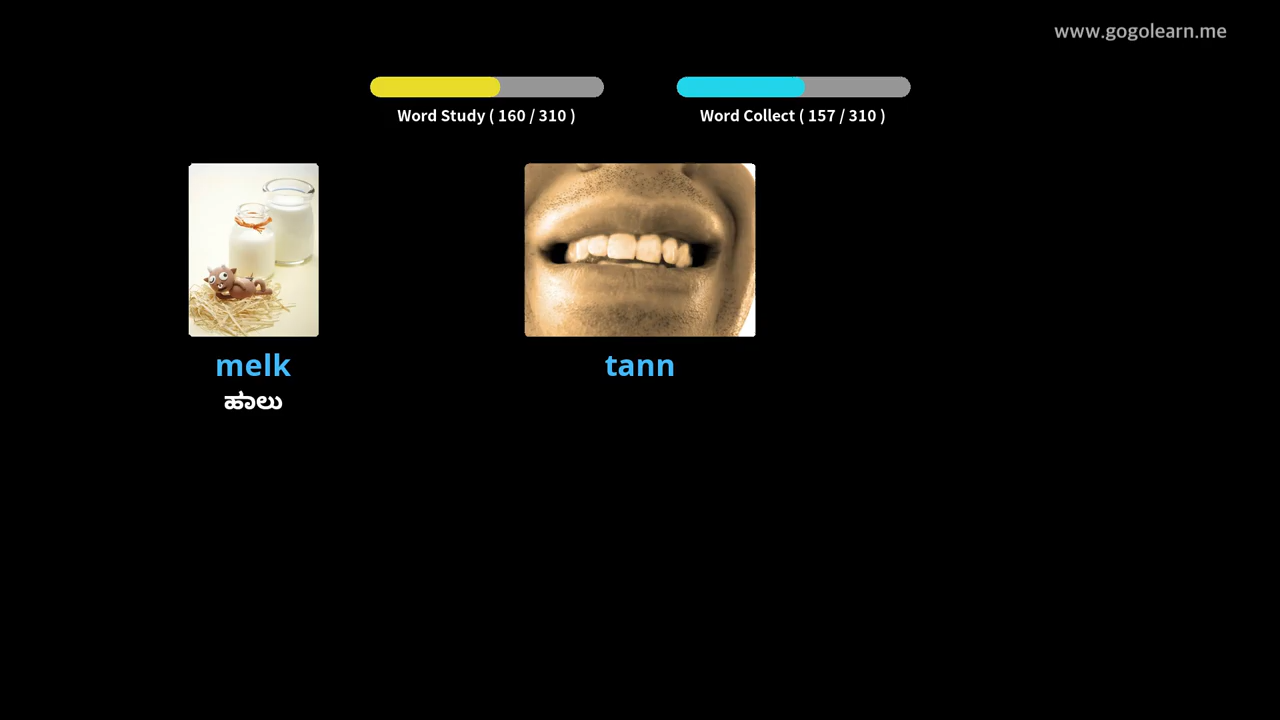 www.gogolearn.me
Word Study ( 160 / 310 )
Word Collect ( 157 / 310 )
melk
ಹಾಲು
tann